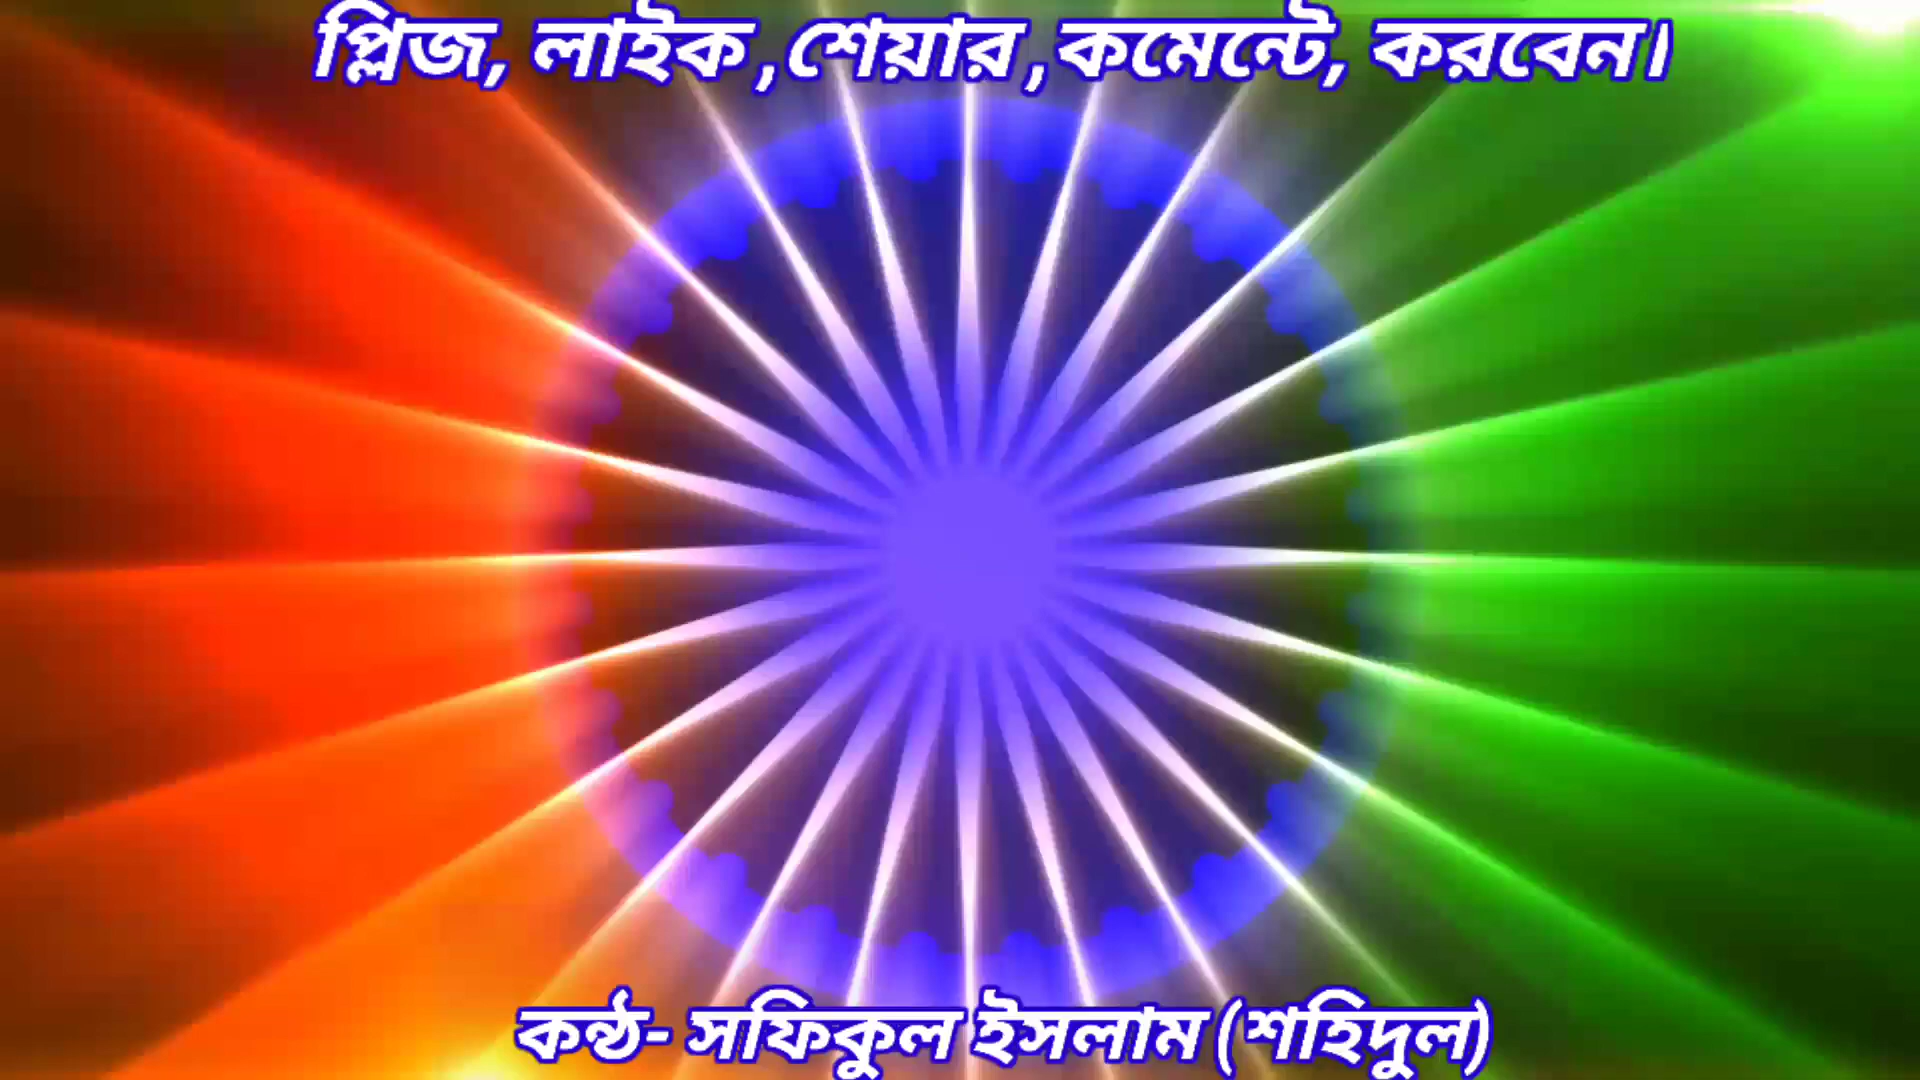 প্লিজ, লাইক ,শেয়ার ,কমেন্টে, করবেন।
কন্ঠ- সফিকুল ইসলাম (শহিদুল)